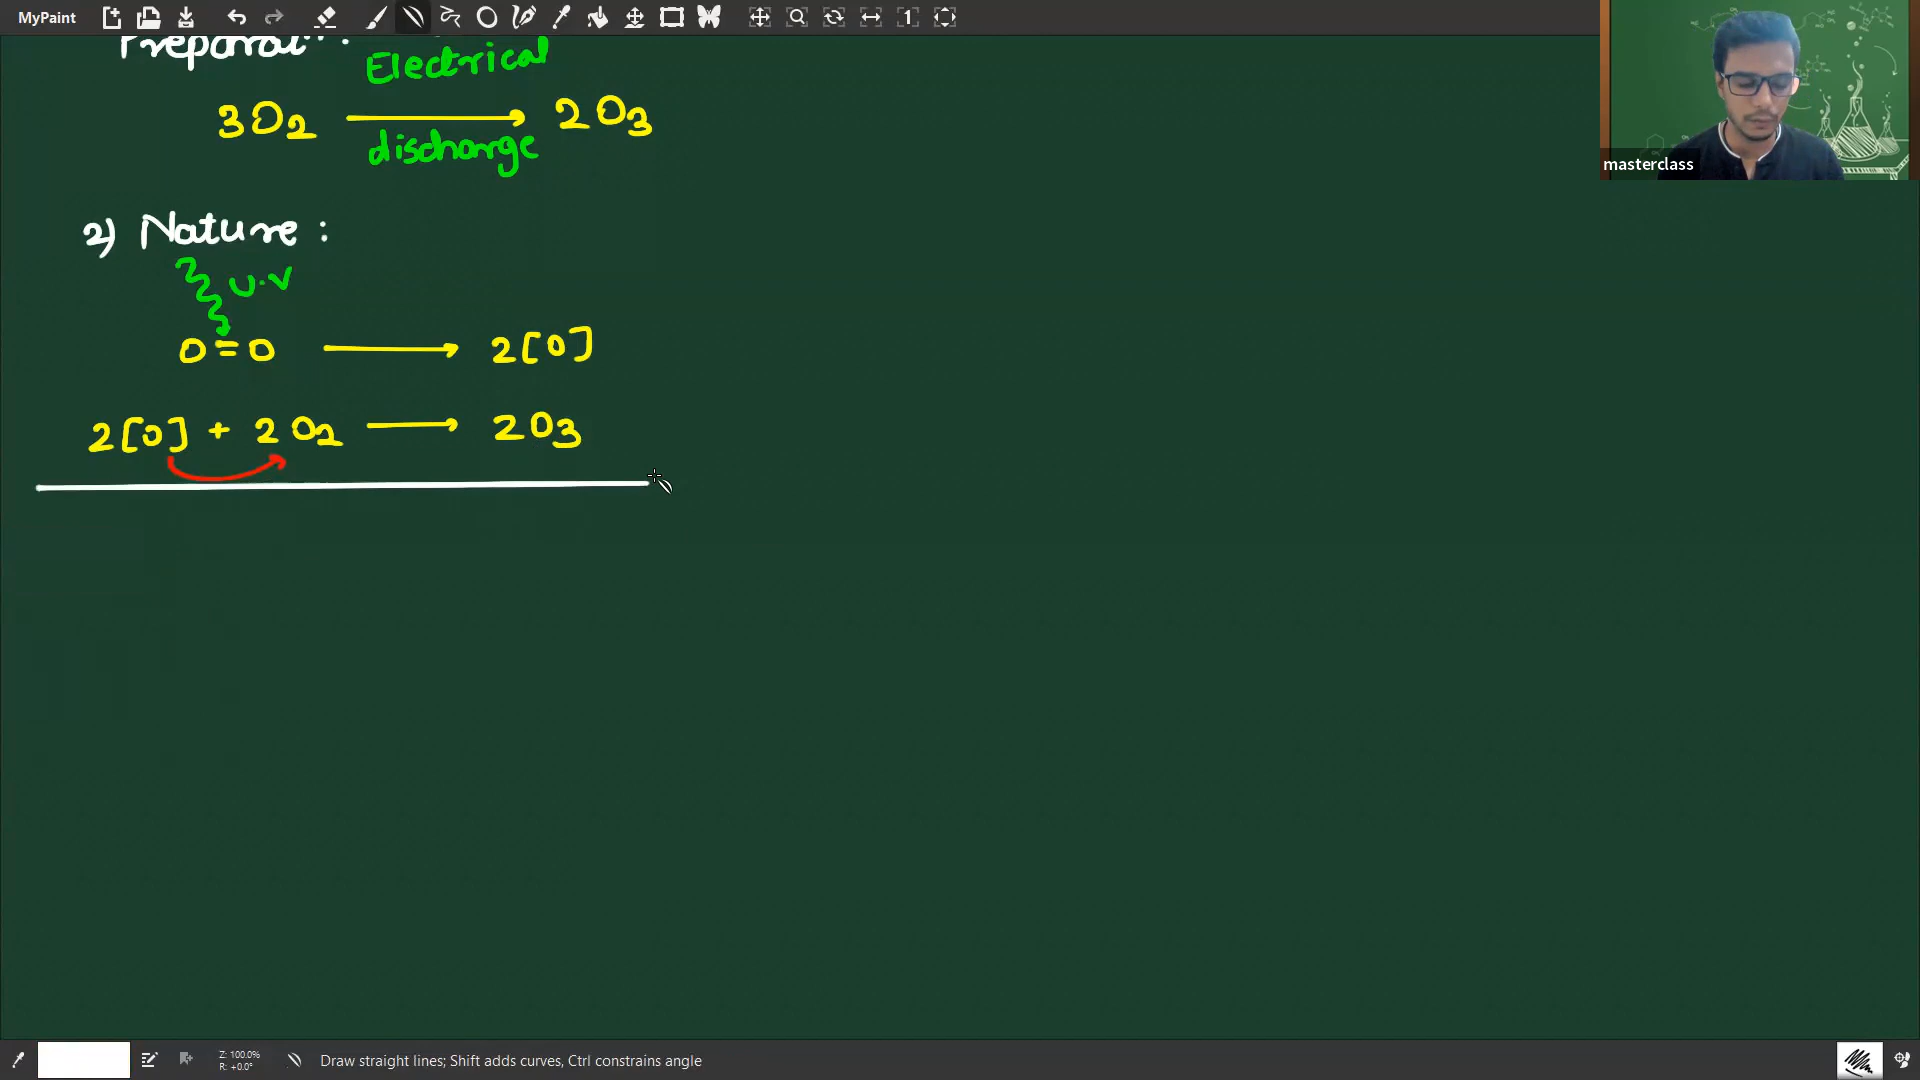 MyPaint
Preparatn:
Electrical
3O2 → 2O3
discharge
2) Nature :
U.V
O=O → 2[O]
2[O] + 2O2 → 2O3
masterclass
Z: 100.0%
R: +0.0°
Draw straight lines; Shift adds curves, Ctrl constrains angle